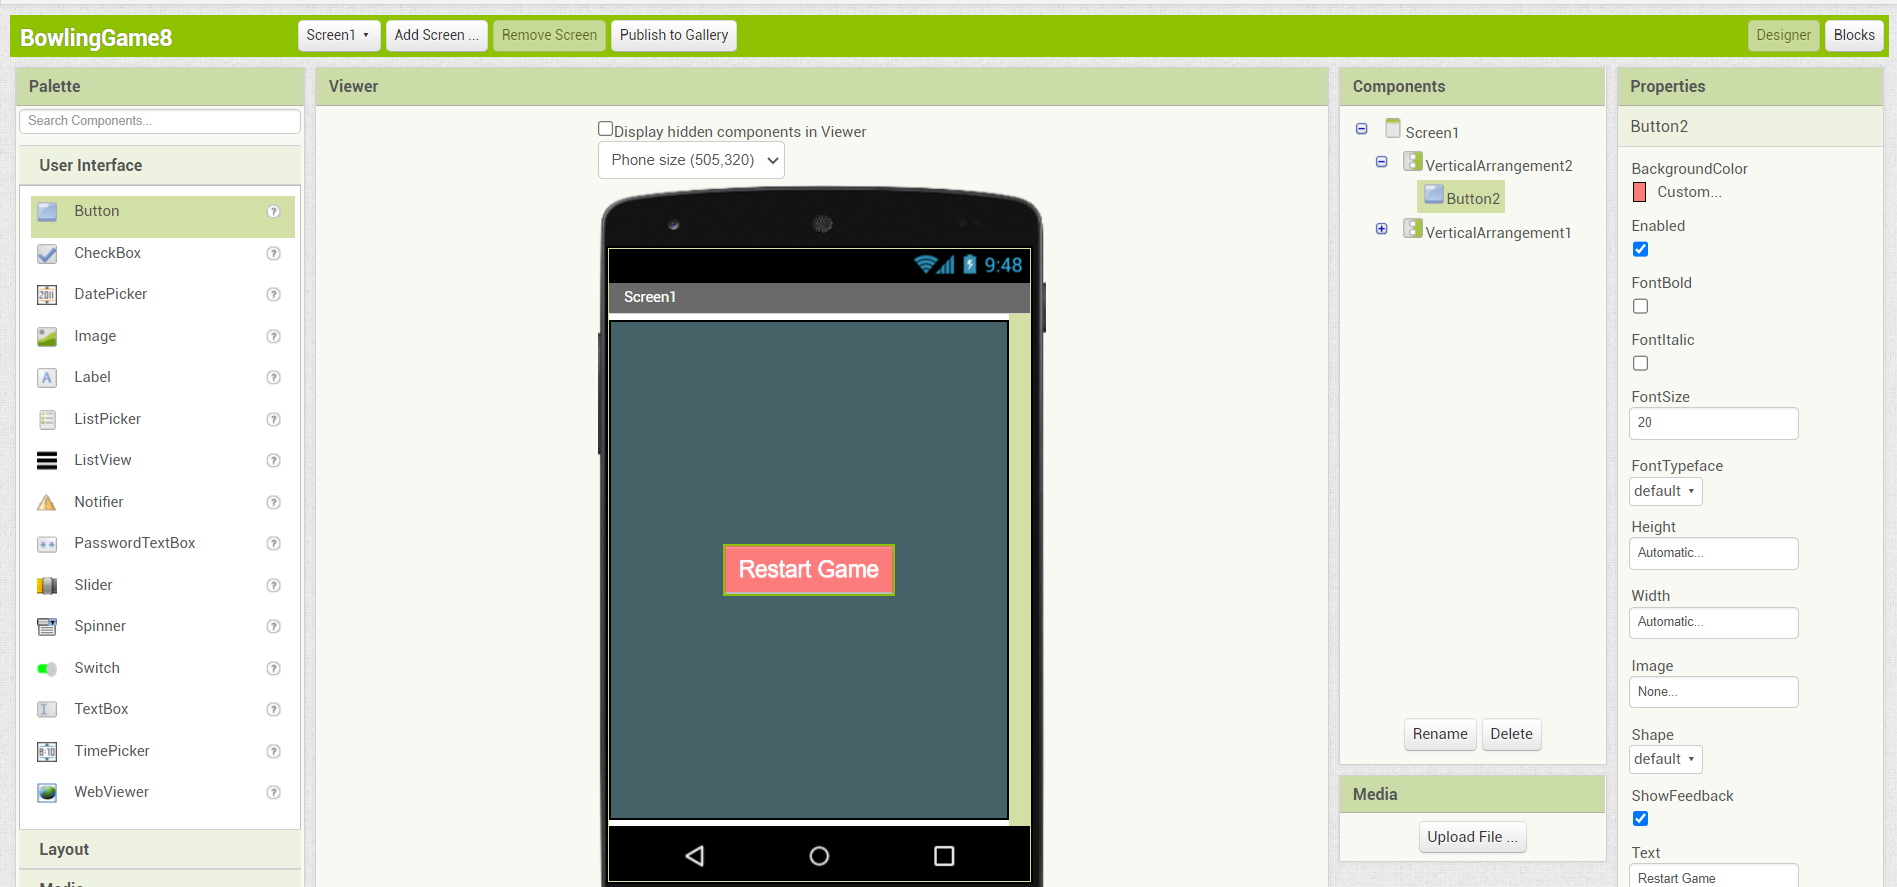 BowlingGame8
Screen1
Add Screen ...
Remove Screen
Publish to Gallery
Designer
Blocks
Palette
Search Components...
User Interface
Button
CheckBox
DatePicker
Image
Label
ListPicker
ListView
Notifier
PasswordTextBox
Slider
Spinner
Switch
TextBox
TimePicker
WebViewer
Layout
Media
Viewer
Display hidden components in Viewer
Phone size (505,320)
9:48
Screen1
Restart Game
Components
Screen1
VerticalArrangement2
Button2
VerticalArrangement1
Rename
Delete
Media
Upload File ...
Properties
Button2
BackgroundColor
Custom...
Enabled
FontBold
FontItalic
FontSize
20
FontTypeface
default
Height
Automatic...
Width
Automatic...
Image
None...
Shape
default
ShowFeedback
Text
Restart Game